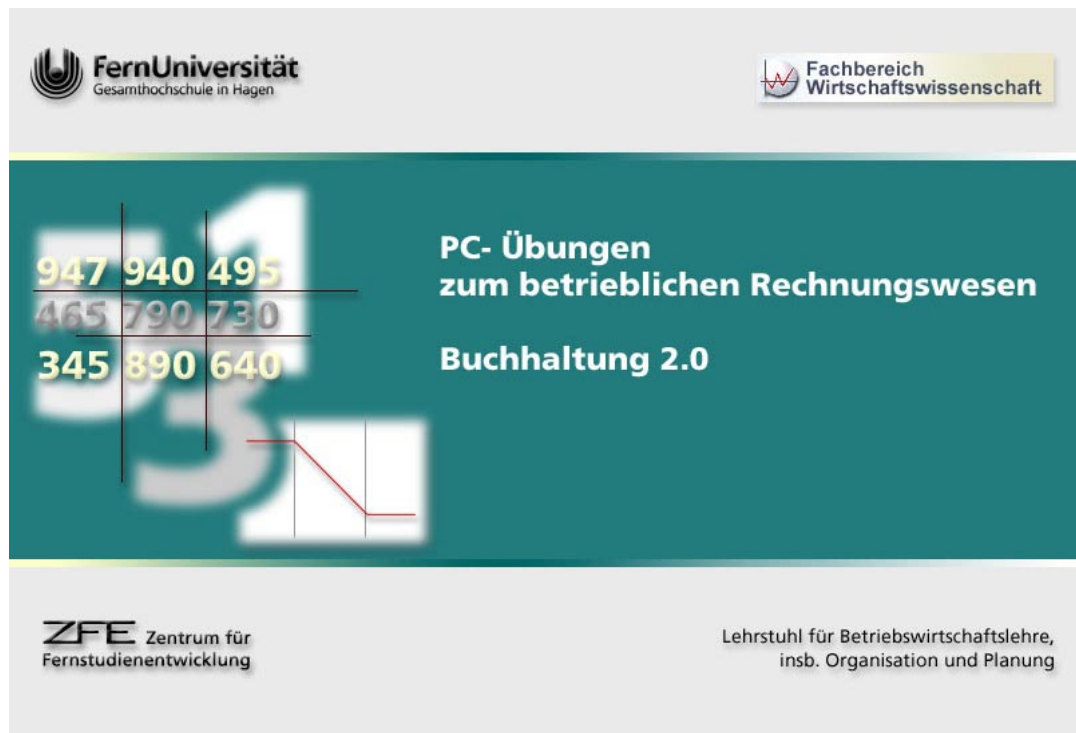 FernUniversität
Gesamthochschule in Hagen
Fachbereich
Wirtschaftswissenschaft
947 940 495
465 790 730
345 890 640
3
PC- Übungen
zum betrieblichen Rechnungswesen
Buchhaltung 2.0
ZFE Zentrum für
Fernstudienentwicklung
Lehrstuhl für Betriebswirtschaftslehre,
insb. Organisation und Planung